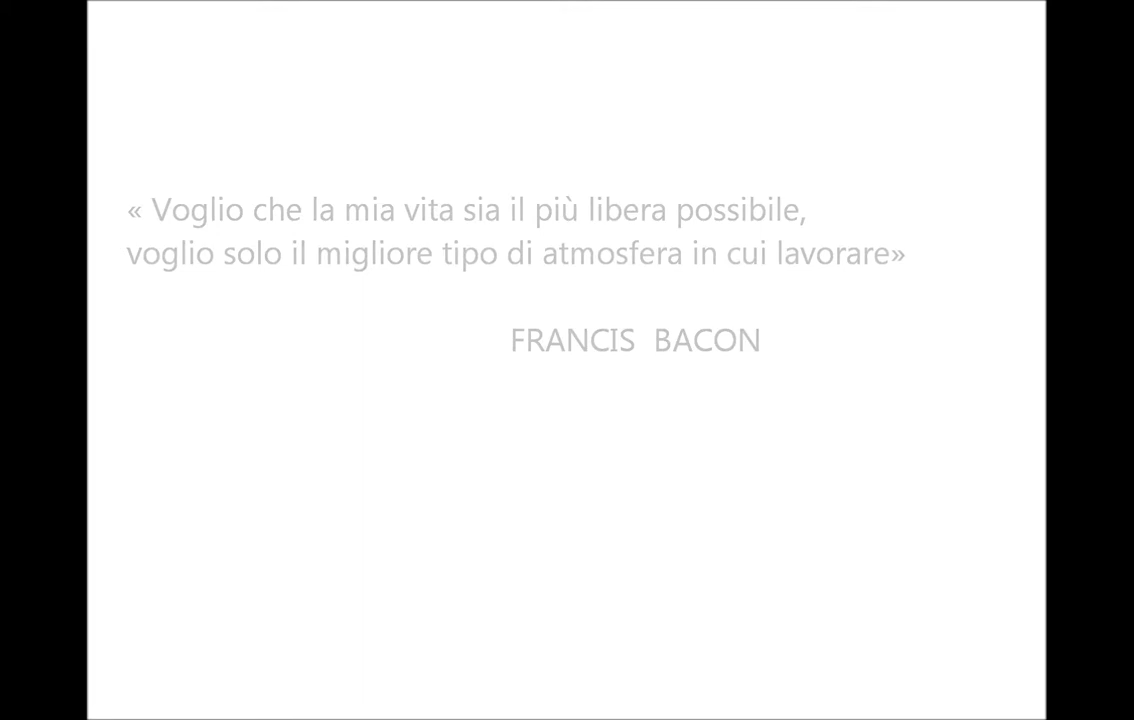 « Voglio che la mia vita sia il più libera possibile,
voglio solo il migliore tipo di atmosfera in cui lavorare»
FRANCIS BACON